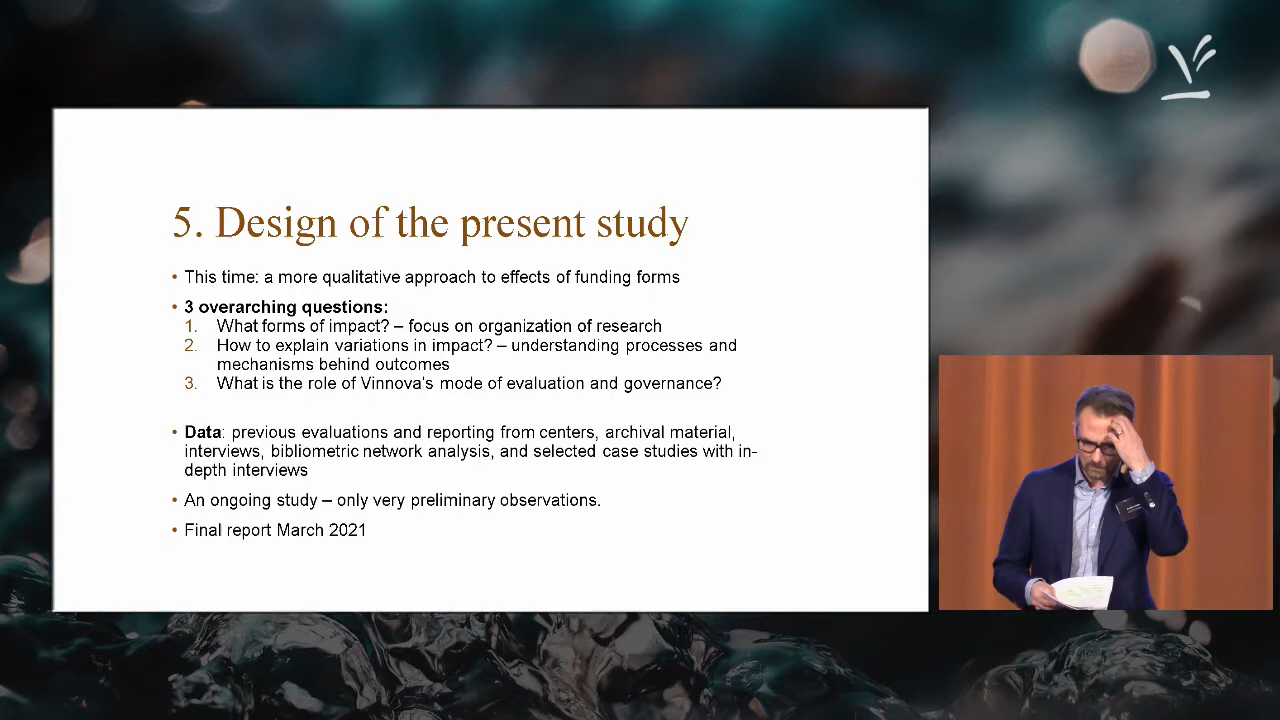 5. Design of the present study
• This time: a more qualitative approach to effects of funding forms
• 3 overarching questions:
1. What forms of impact? – focus on organization of research
2. How to explain variations in impact? – understanding processes and
mechanisms behind outcomes
3. What is the role of Vinnova's mode of evaluation and governance?
• Data: previous evaluations and reporting from centers, archival material,
interviews, bibliometric network analysis, and selected case studies with in-
depth interviews
• An ongoing study – only very preliminary observations.
• Final report March 2021